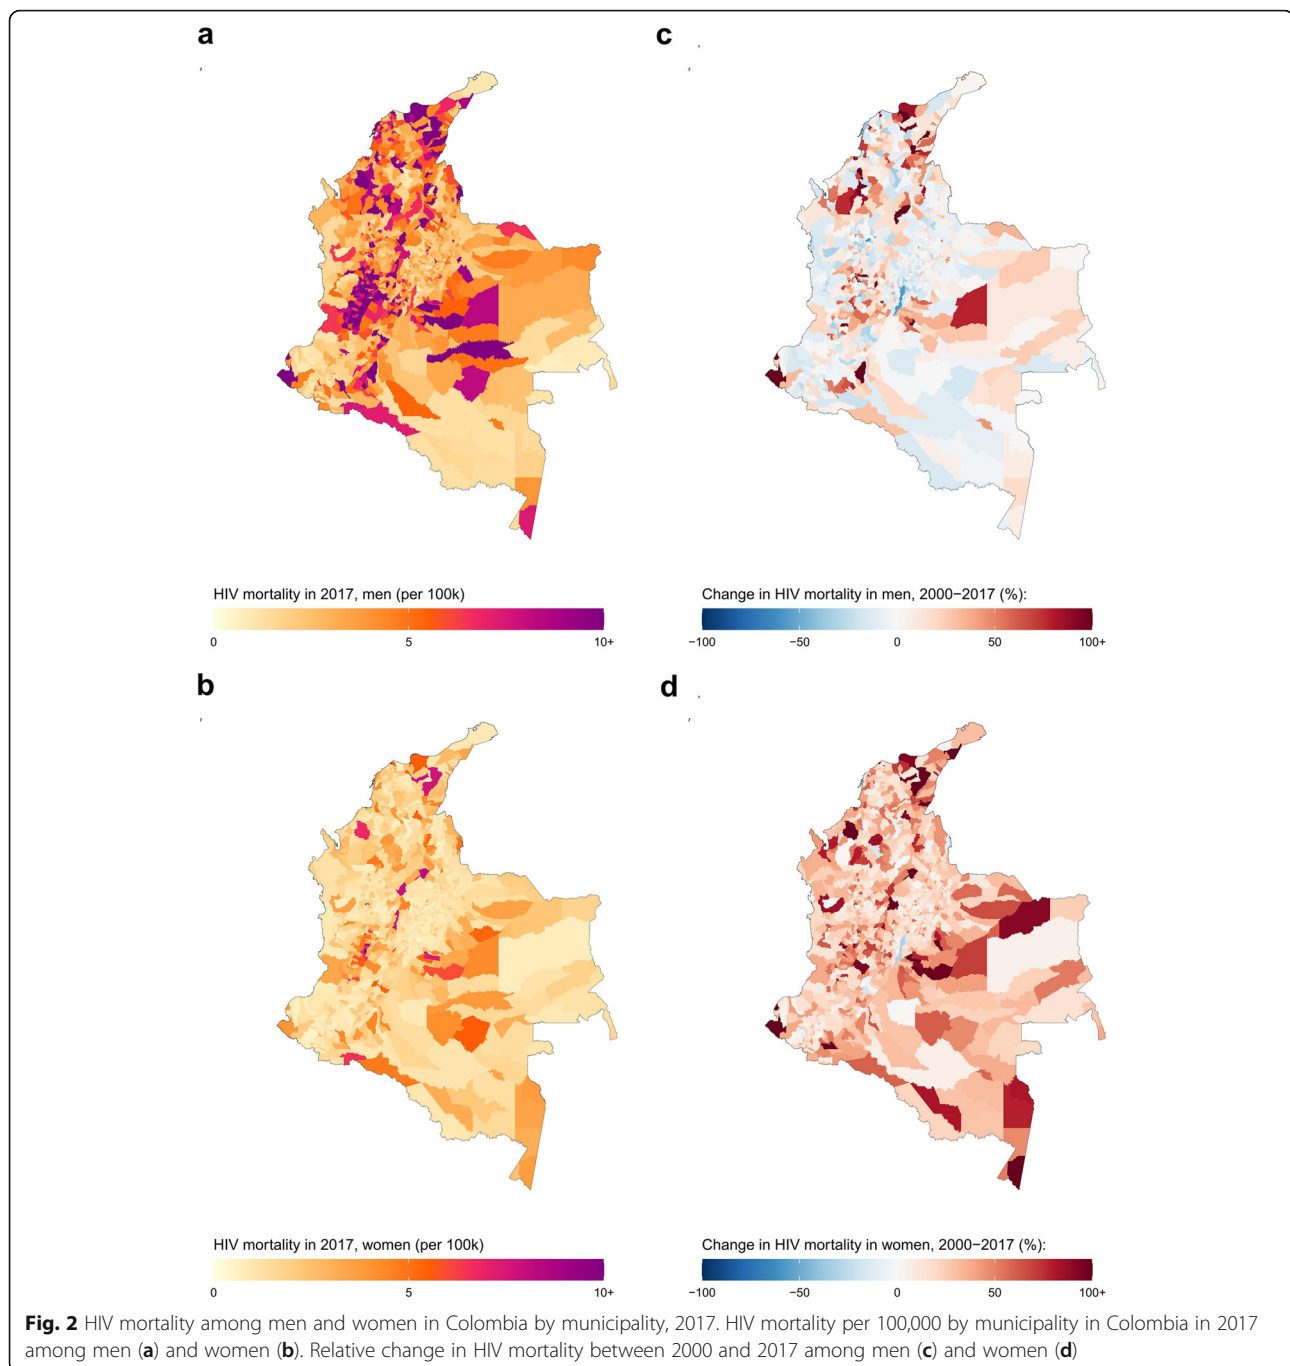 a
c
HIV mortality in 2017, men (per 100k)
0 5 10+
Change in HIV mortality in men, 2000−2017 (%):
−100 −50 0 50 100+
b
d
HIV mortality in 2017, women (per 100k)
0 5 10+
Change in HIV mortality in women, 2000−2017 (%):
−100 −50 0 50 100+
Fig. 2 HIV mortality among men and women in Colombia by municipality, 2017. HIV mortality per 100,000 by municipality in Colombia in 2017
among men (a) and women (b). Relative change in HIV mortality between 2000 and 2017 among men (c) and women (d)